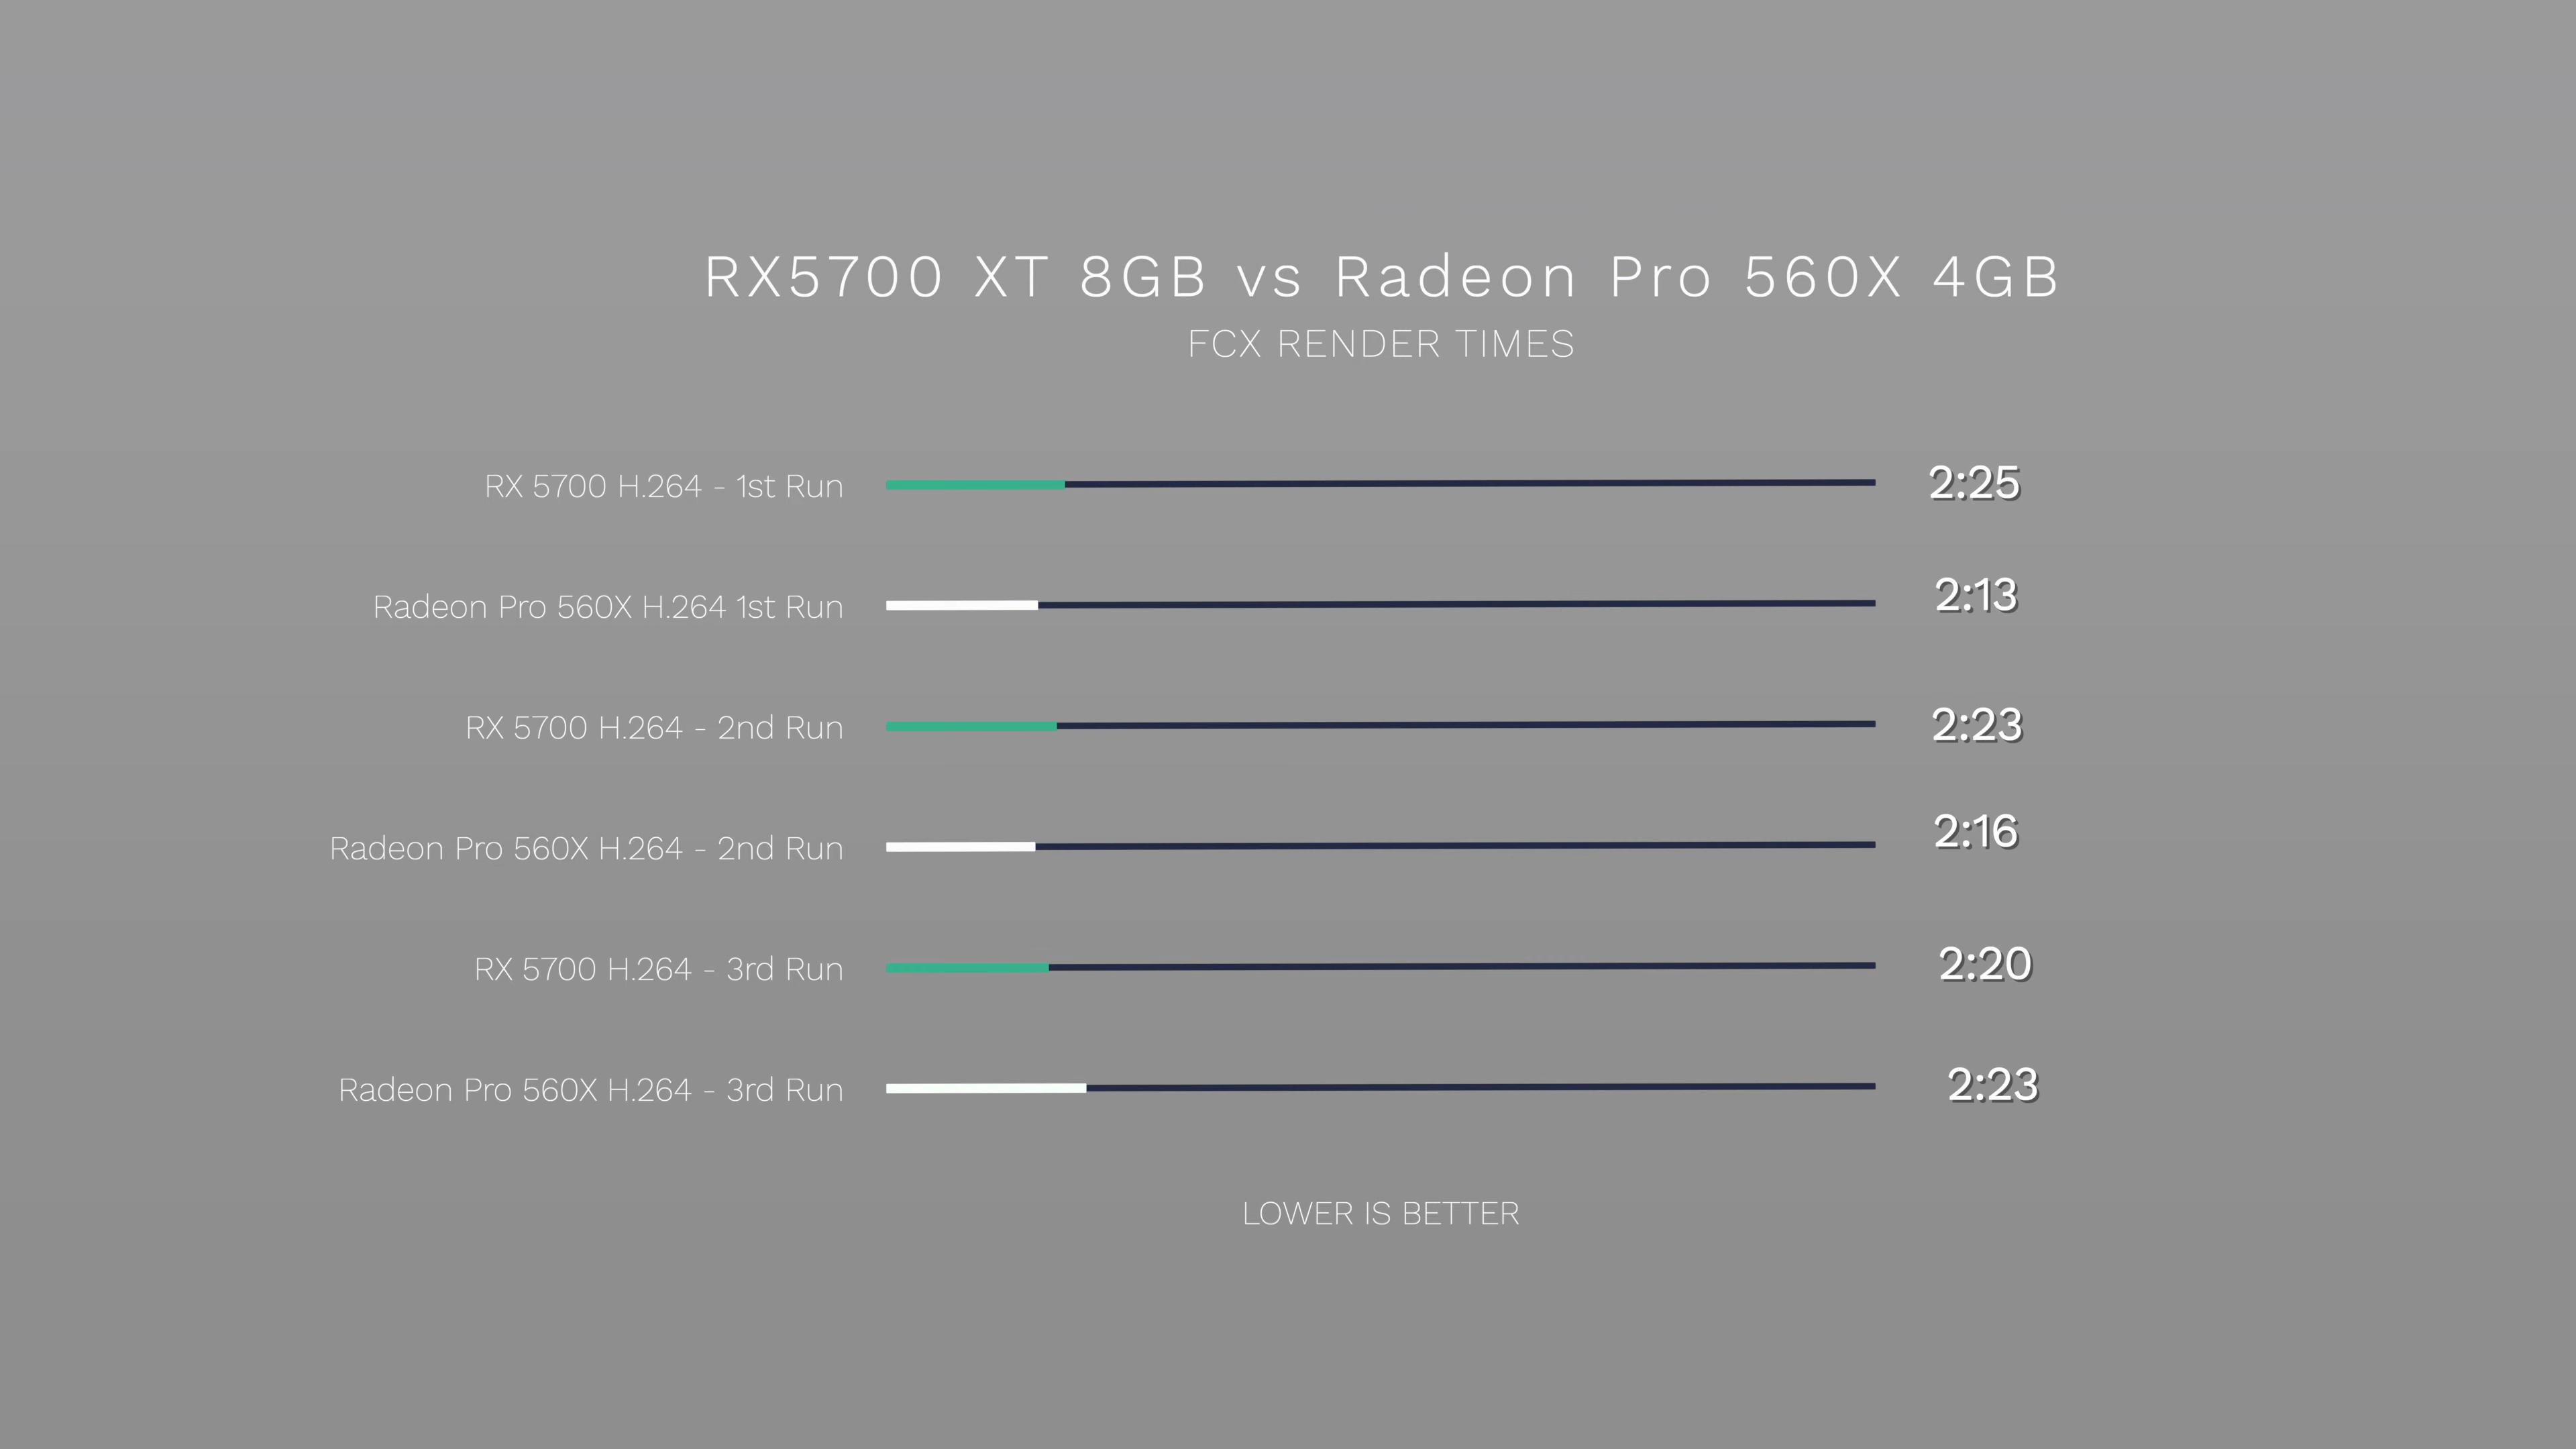 RX5700 XT 8GB vs Radeon Pro 560X 4GB
FCX RENDER TIMES
RX 5700 H.264 - 1st Run 2:25
Radeon Pro 560X H.264 1st Run 2:13
RX 5700 H.264 - 2nd Run 2:23
Radeon Pro 560X H.264 - 2nd Run 2:16
RX 5700 H.264 - 3rd Run 2:20
Radeon Pro 560X H.264 - 3rd Run 2:23
LOWER IS BETTER